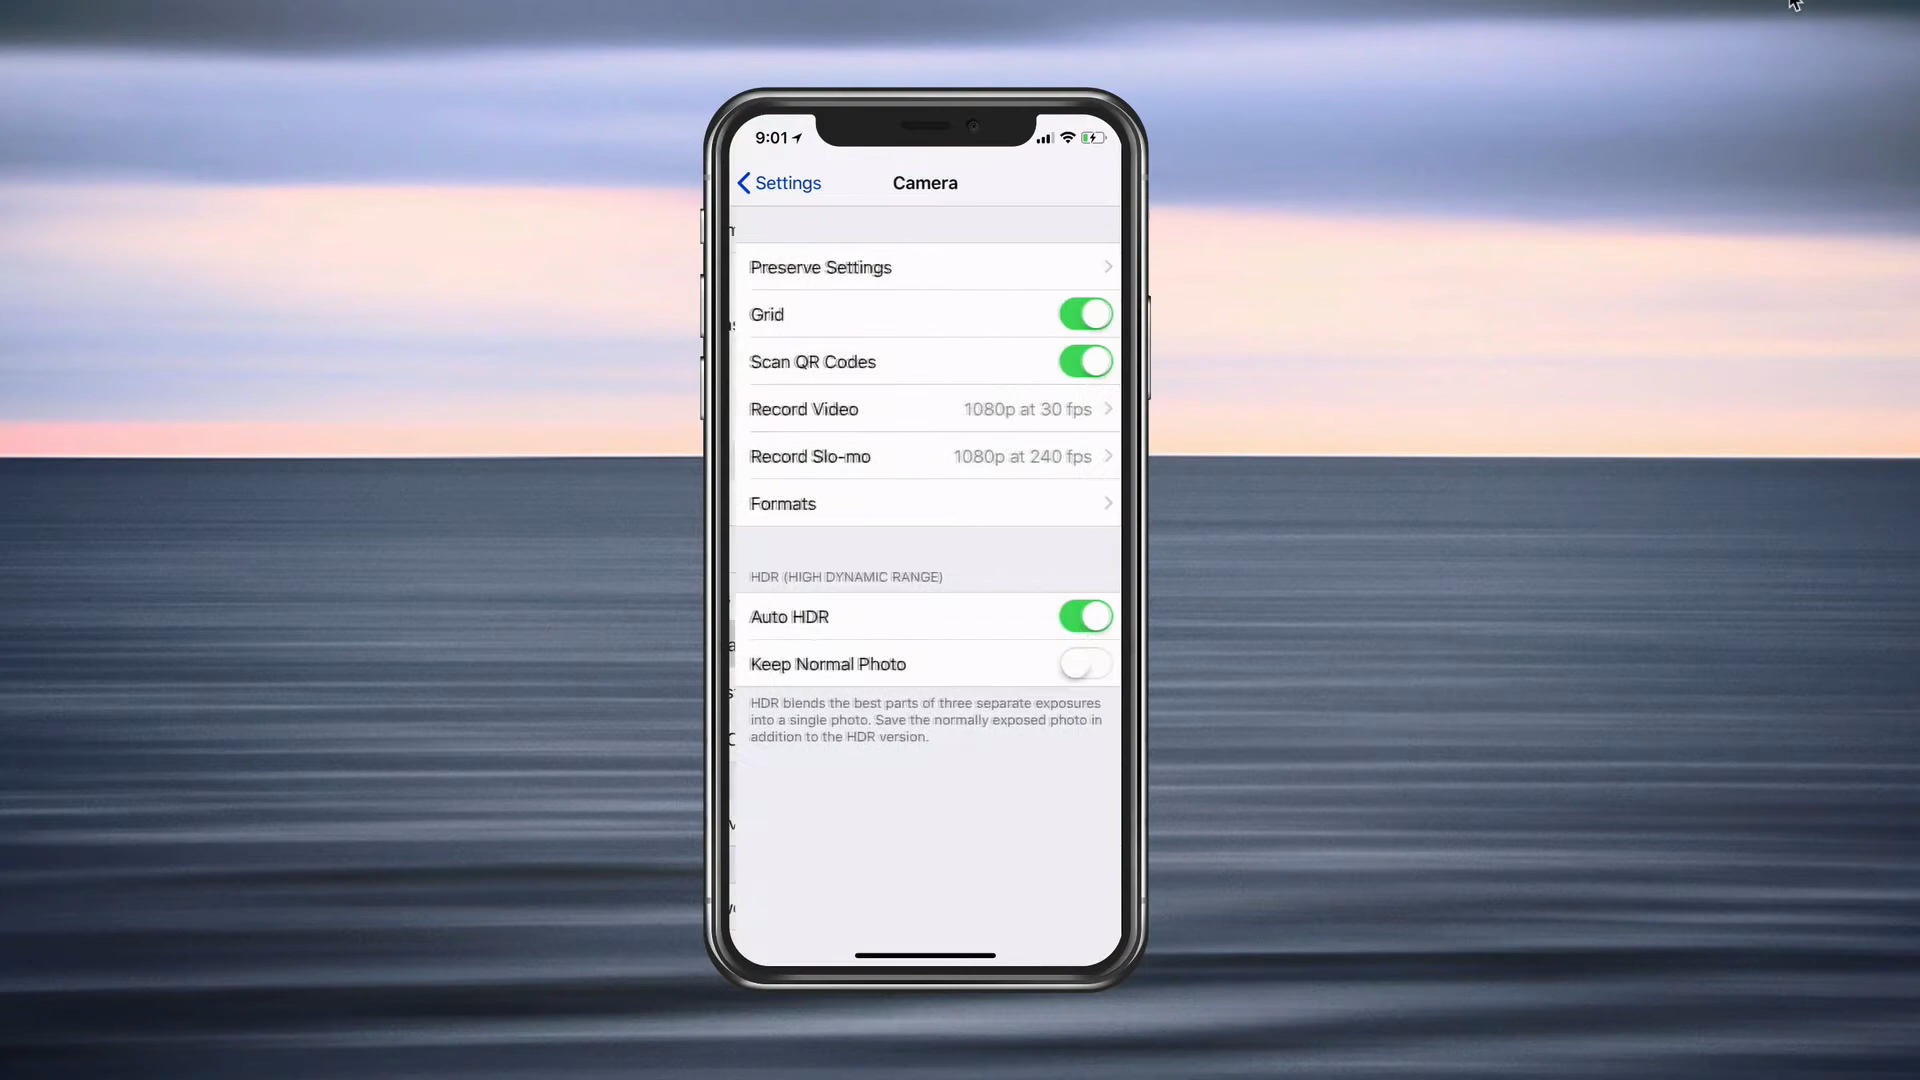 9:01
Settings
Camera
Preserve Settings
Grid
Scan QR Codes
Record Video 1080p at 30 fps
Record Slo-mo 1080p at 240 fps
Formats
HDR (HIGH DYNAMIC RANGE)
Auto HDR
Keep Normal Photo
HDR blends the best parts of three separate exposures
into a single photo. Save the normally exposed photo in
addition to the HDR version.